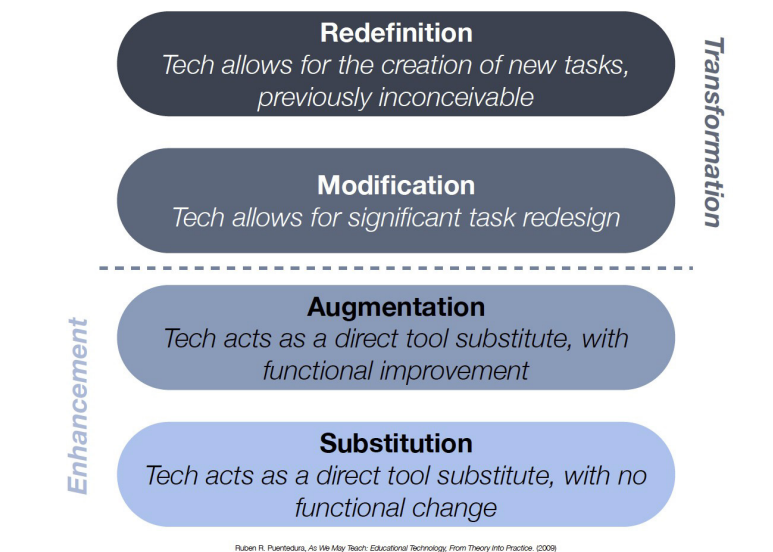 Redefinition
Tech allows for the creation of new tasks,
previously inconceivable
Transformation
Modification
Tech allows for significant task redesign
Augmentation
Tech acts as a direct tool substitute, with
functional improvement
Enhancement
Substitution
Tech acts as a direct tool substitute, with no
functional change
Ruben R. Puentedura, As We May Teach: Educational Technology, From Theory Into Practice. (2009)